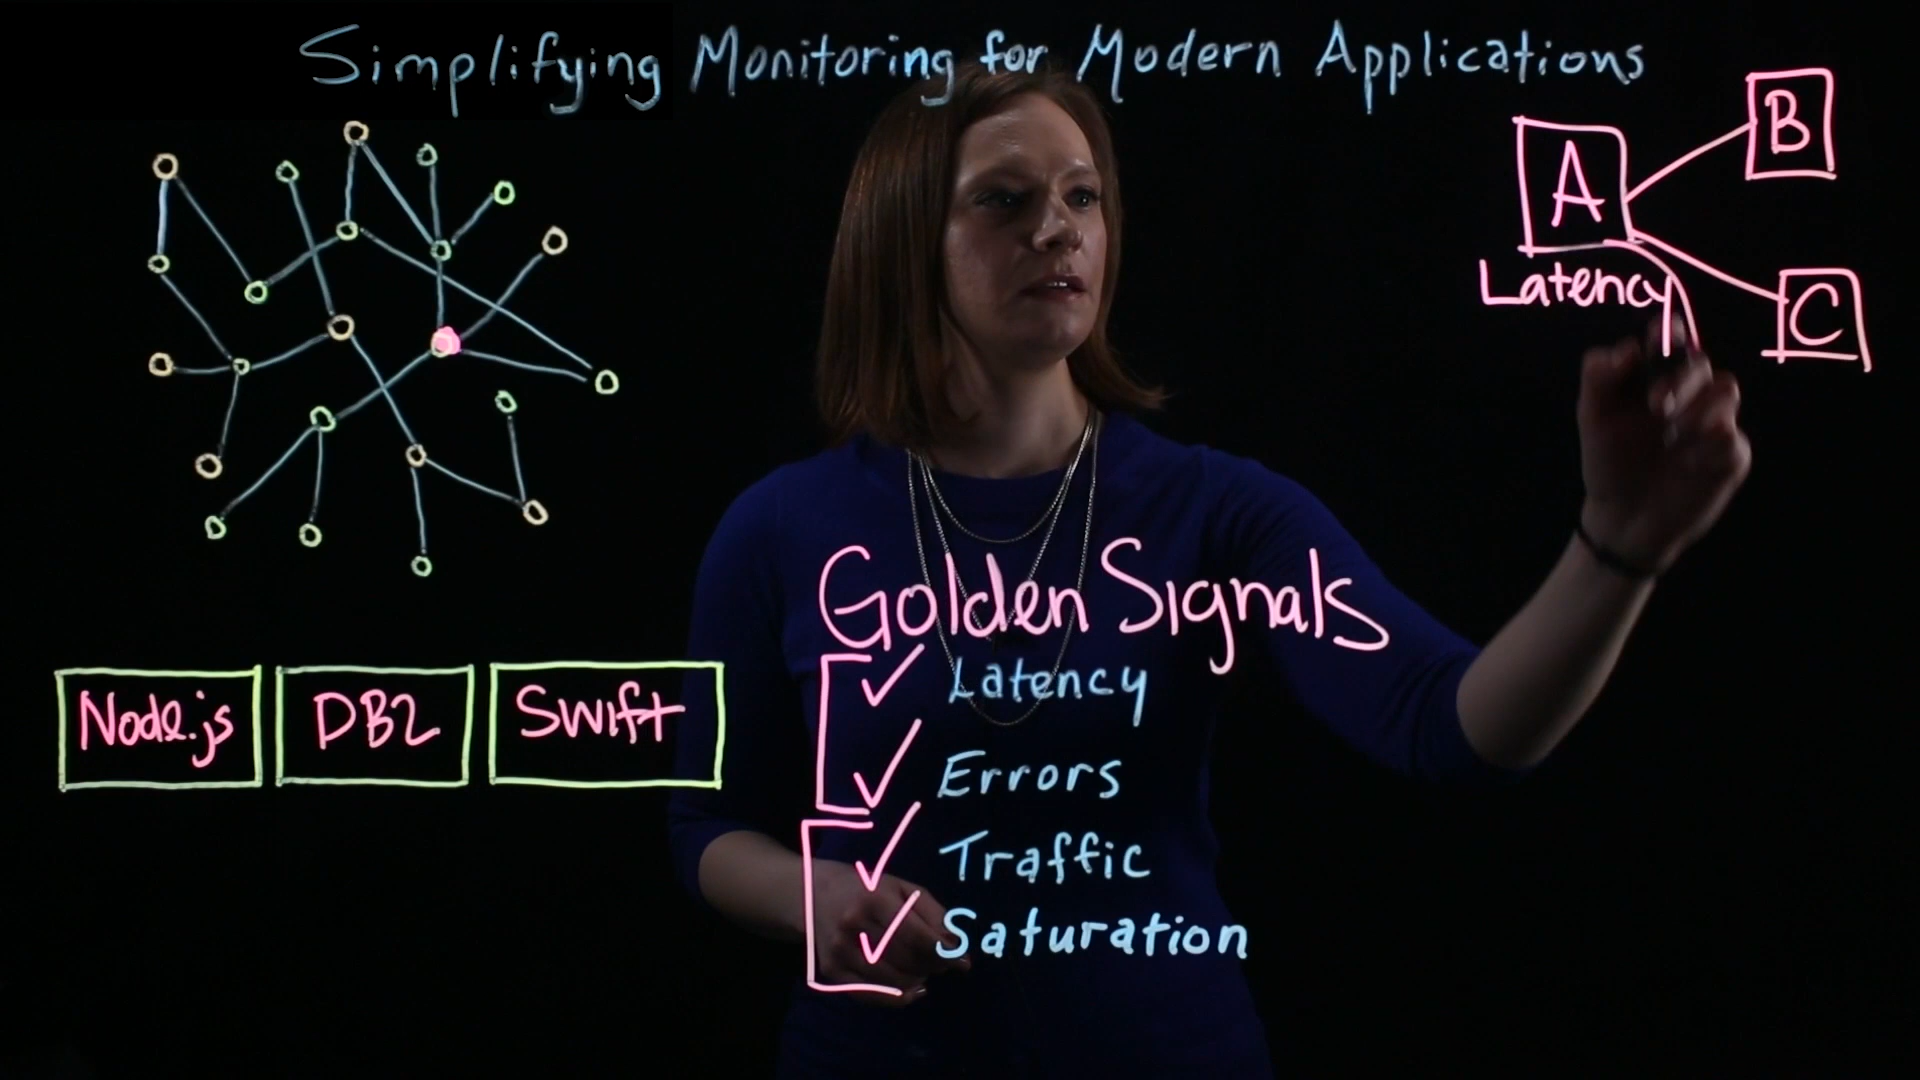 Simplifying Monitoring for Modern Applications
A
B
Latency
C
Golden Signals
Latency
Node.js
DB2
Swift
Errors
Traffic
Saturation